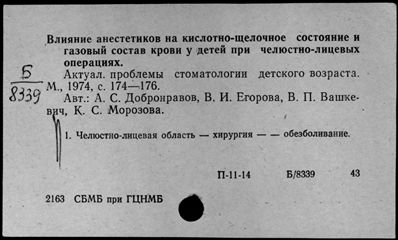 Влияние анестетиков на кислотно-щелочное состояние и
газовый состав крови у детей при челюстно-лицевых
операциях.
Б
8339
Актуал. проблемы стоматологии детского возраста.
М., 1974, с. 174—176.
Авт.: А. С. Добронравов, В. И. Егорова, В. П. Вашке-
вич, К. С. Морозова.
1. Челюстно-лицевая область — хирургия — — обезболивание.
П-11-14 Б/8339 43
2163 СБМБ при ГЦНМБ